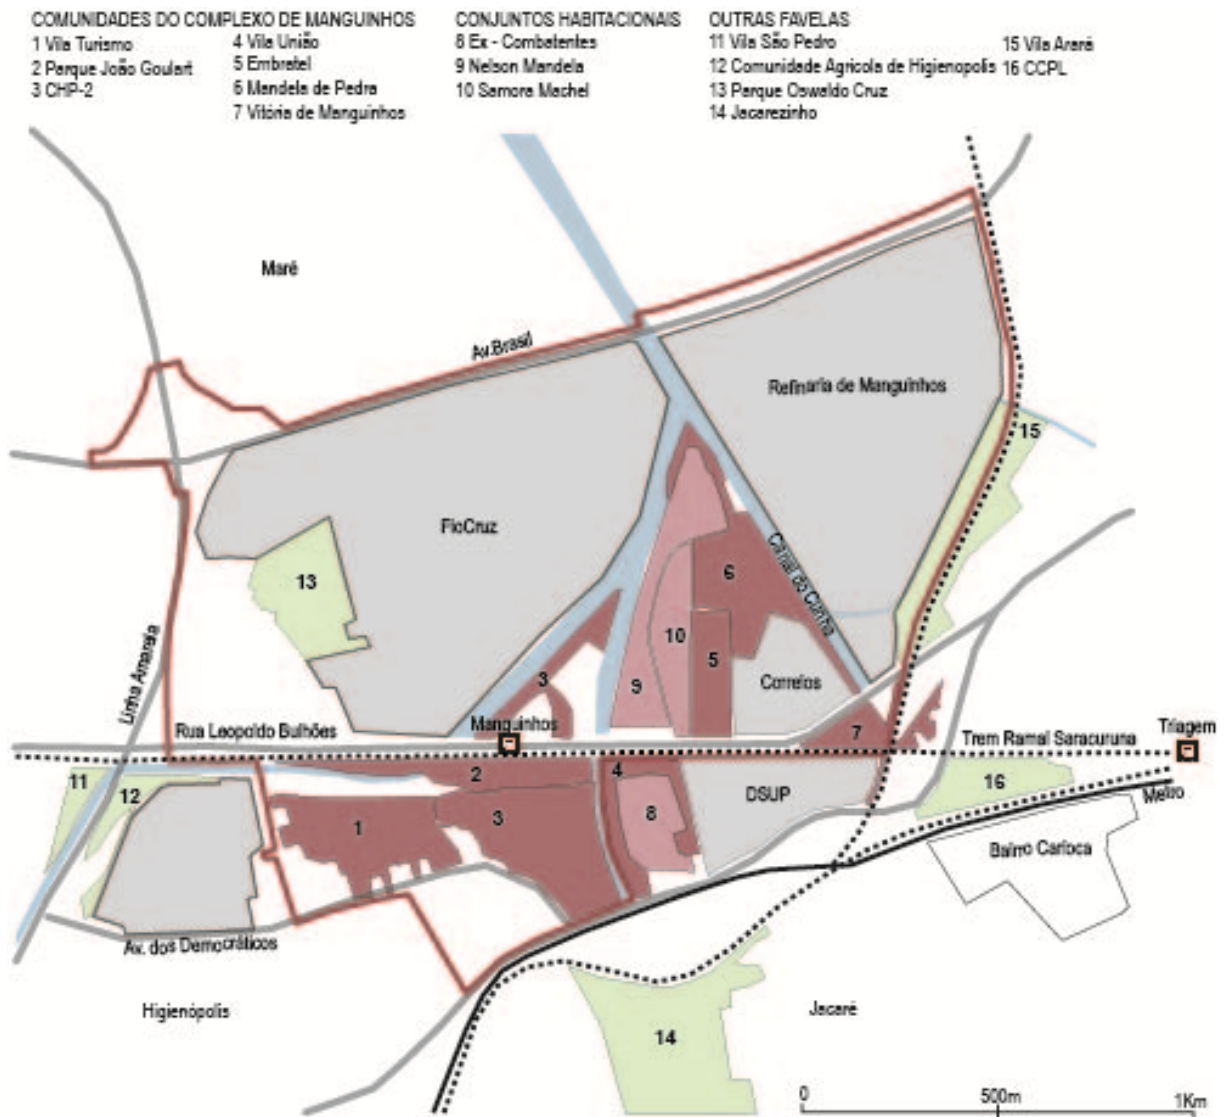 COMUNIDADES DO COMPLEXO DE MANGUINHOS
1 Vila Turismo
2 Parque João Goulart
3 CHP-2
4 Vila União
5 Embratel
6 Mandela de Pedra
7 Vitória de Manguinhos
CONJUNTOS HABITACIONAIS
8 Ex - Combatentes
9 Nelson Mandela
10 Samora Machel
OUTRAS FAVELAS
11 Vila São Pedro
12 Comunidade Agricola de Higienopolis
13 Parque Oswaldo Cruz
14 Jacarezinho
15 Vila Arará
16 CCPL
Maré
Av.Brasil
Refinaria de Manguinhos
15
FioCruz
Canal do Cunha
6
13
10
5
Linha Amarela
3
9
Correios
Manguinhos
Rua Leopoldo Bulhões
7
Trem Ramal Saracuruna
Triagem
11
12
2
4
DSUP
16
Metro
1
3
8
Bairro Carioca
Av. dos Democráticos
Higienópolis
Jacaré
14
0
500m
1Km